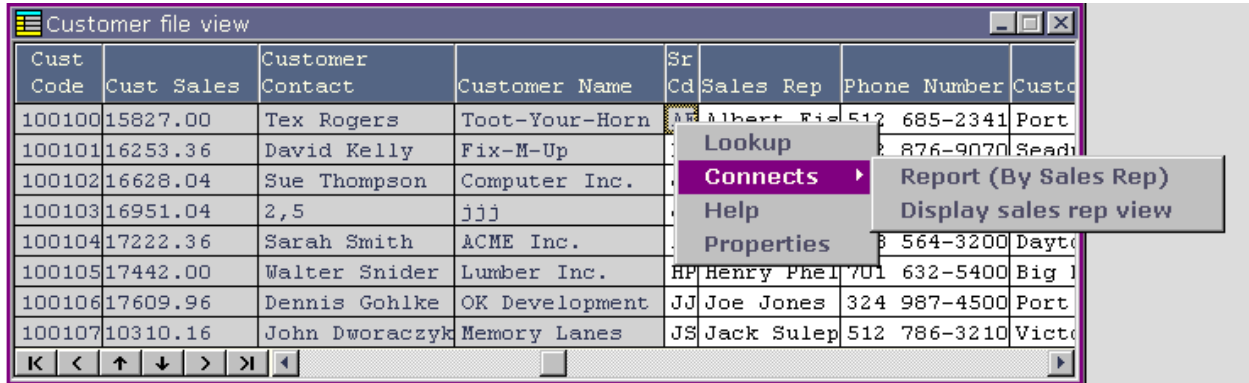 Customer file view
Cust Code Cust Sales Customer Contact Customer Name Sr Cd Sales Rep Phone Number
100100 15827.00 Tex Rogers Toot-Your-Horn 512 685-2341 Port
100101 16253.36 David Kelly Fix-M-Up 876-9070
100102 16628.04 Sue Thompson Computer Inc.
100103 16951.04 2,5 jjj
100104 17222.36 Sarah Smith ACME Inc. 564-3200
100105 17442.00 Walter Snider Lumber Inc. HP Henry Phel 701 632-5400 Big
100106 17609.96 Dennis Gohlke OK Development JJ Joe Jones 324 987-4500 Port
100107 10310.16 John Dworaczyk Memory Lanes JS Jack Sulep 512 786-3210
Lookup
Connects
Help
Properties
Report (By Sales Rep)
Display sales rep view